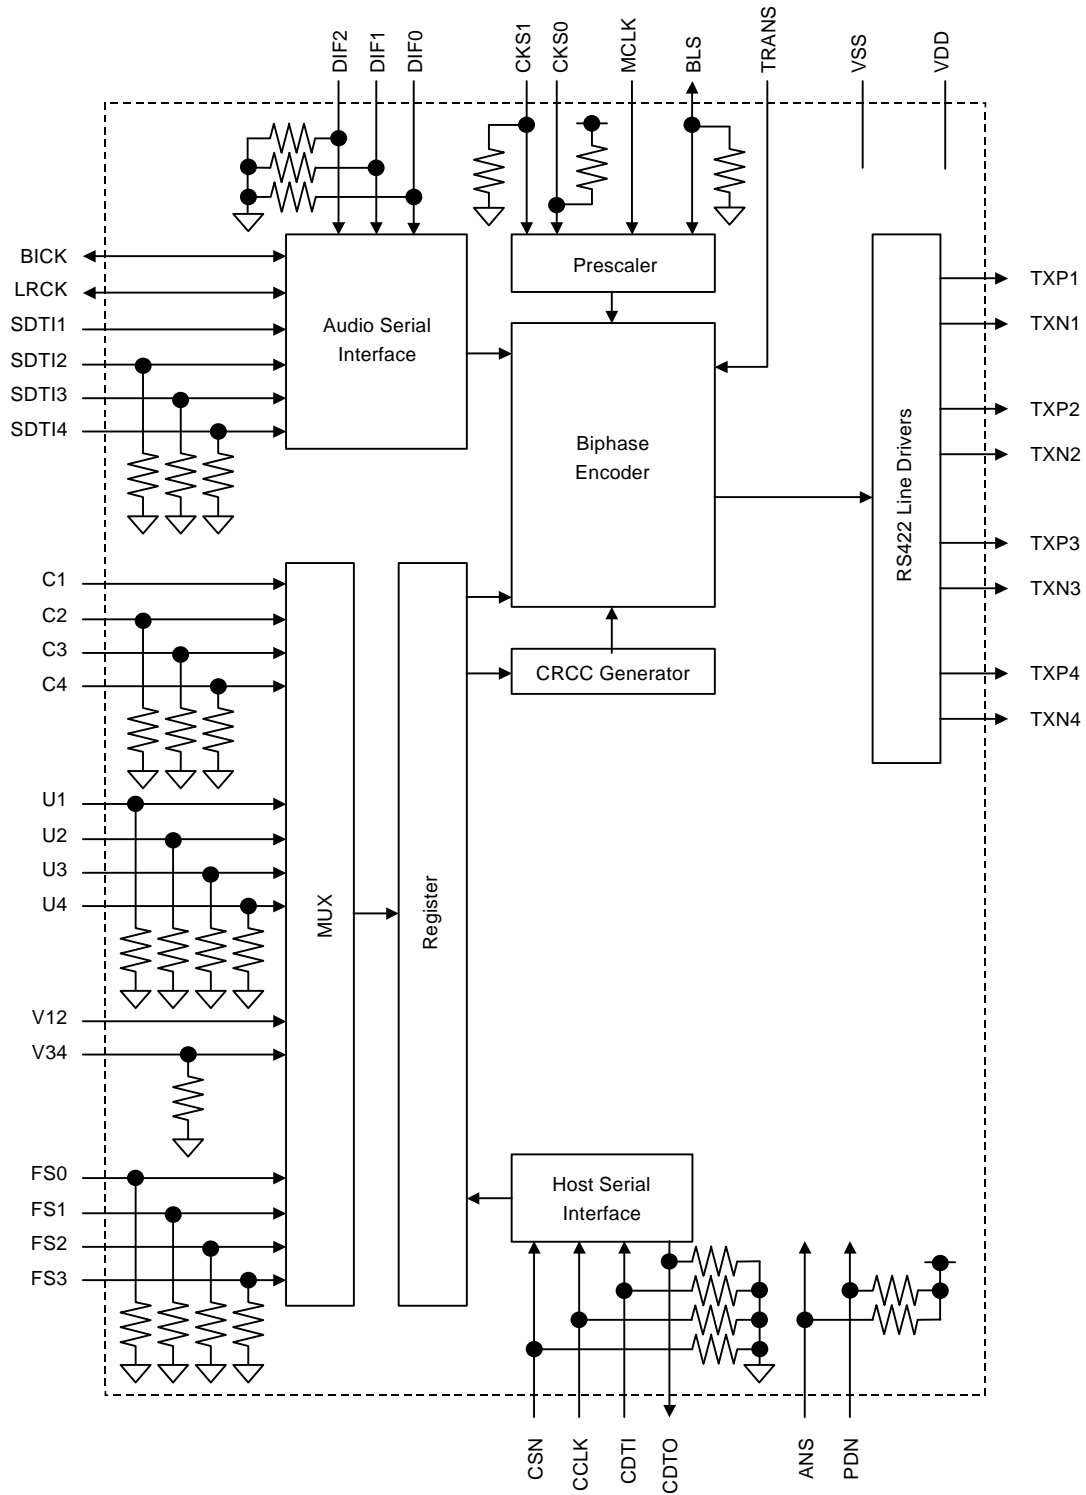 DIF2
DIF1
DIF0
CKS1
CKS0
MCLK
BLS
TRANS
VSS
VDD
BICK
LRCK
SDTI1
SDTI2
SDTI3
SDTI4
Audio Serial
Interface
Prescaler
Biphase
Encoder
RS422 Line Drivers
TXP1
TXN1
TXP2
TXN2
TXP3
TXN3
TXP4
TXN4
C1
C2
C3
C4
CRCC Generator
U1
U2
U3
U4
MUX
Register
V12
V34
FS0
FS1
FS2
FS3
Host Serial
Interface
CSN
CCLK
CDTI
CDTO
ANS
PDN